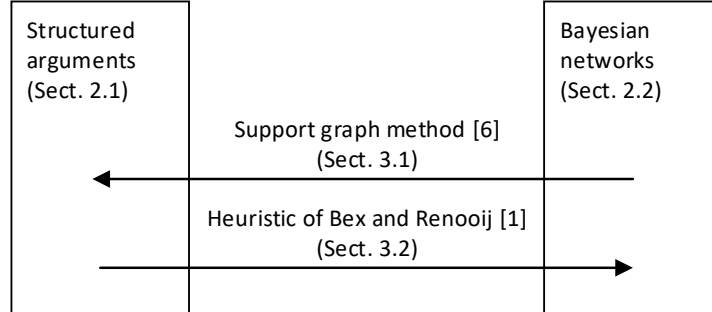 Structured
arguments
(Sect. 2.1)
Bayesian
networks
(Sect. 2.2)
Support graph method [6]
(Sect. 3.1)
Heuristic of Bex and Renooij [1]
(Sect. 3.2)